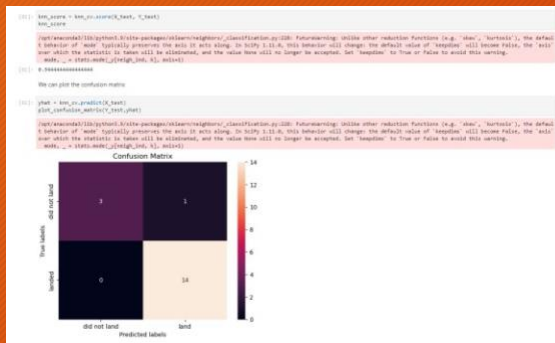 knn_score = knn_cv.score(X_test, Y_test)
knn_score
/opt/anaconda3/lib/python3.9/site-packages/sklearn/neighbors/_classification.py:228: FutureWarning: Unlike other reduction functions (e.g. `skew`, `kurtosis`), the defaul
t behavior of `mode` typically preserves the axis it acts along. In SciPy 1.11.0, this behavior will change: the default value of `keepdims` will become False, the `axis`
over which the statistic is taken will be eliminated, and the value None will no longer be accepted. Set `keepdims` to True or False to avoid this warning.
mode, _ = stats.mode(_y[neigh_ind, k], axis=1)
We can plot the confusion matrix
yhat = knn_cv.predict(X_test)
plot_confusion_matrix(Y_test,yhat)
/opt/anaconda3/lib/python3.9/site-packages/sklearn/neighbors/_classification.py:228: FutureWarning: Unlike other reduction functions (e.g. `skew`, `kurtosis`), the defaul
t behavior of `mode` typically preserves the axis it acts along. In SciPy 1.11.0, this behavior will change: the default value of `keepdims` will become False, the `axis`
over which the statistic is taken will be eliminated, and the value None will no longer be accepted. Set `keepdims` to True or False to avoid this warning.
mode, _ = stats.mode(_y[neigh_ind, k], axis=1)
Confusion Matrix
True labels
did not land
landed
3
1
0
14
did not land
land
Predicted labels
14
12
10
8
6
4
2
0